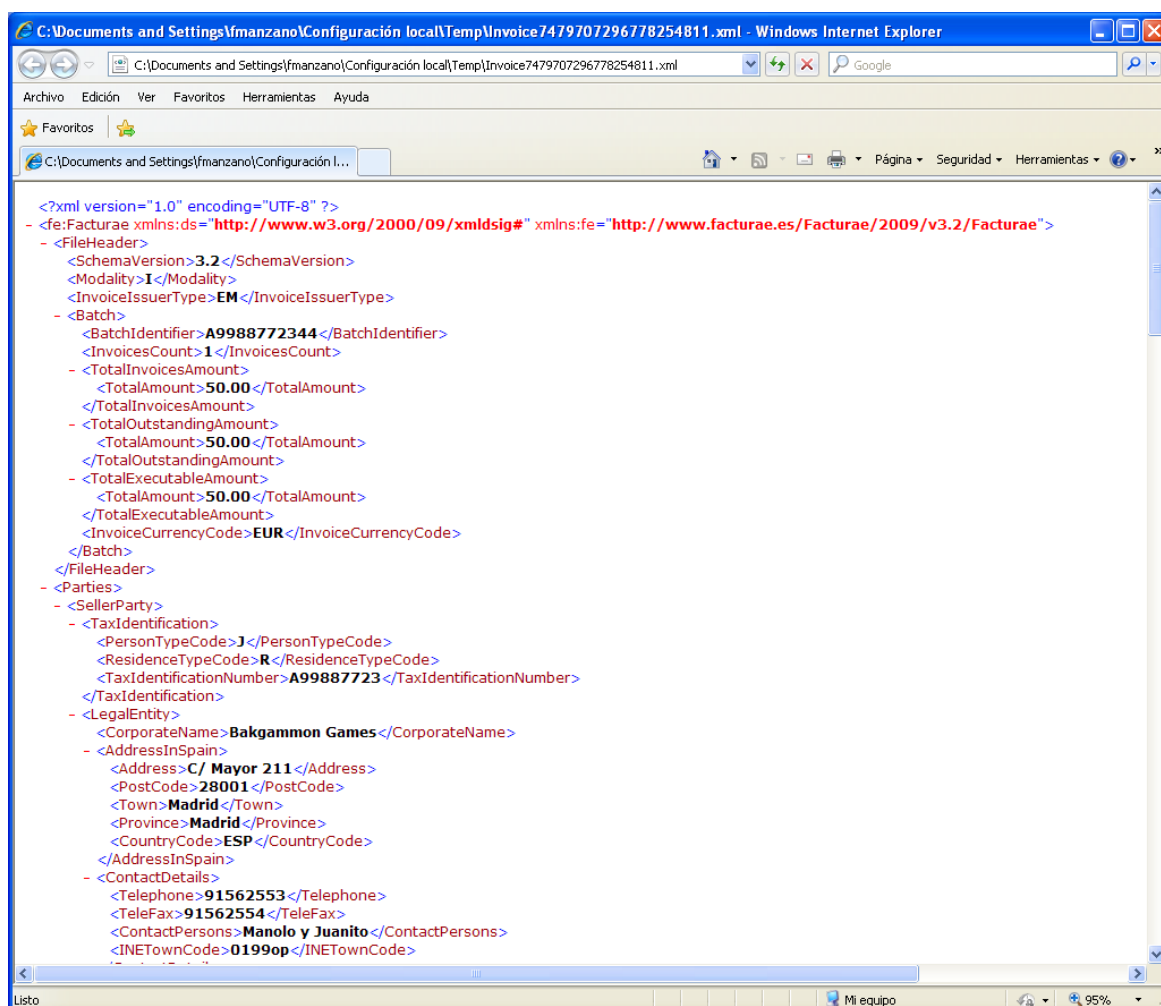 C:\Documents and Settings\fmanzano\Configuración local\Temp\Invoice7479707296778254811.xml - Windows Internet Explorer
C:\Documents and Settings\fmanzano\Configuración local\Temp\Invoice7479707296778254811.xml Google
Archivo Edición Ver Favoritos Herramientas Ayuda
Favoritos
C:\Documents and Settings\fmanzano\Configuración l... Página Seguridad Herramientas »
<?xml version="1.0" encoding="UTF-8" ?>
- <fe:Facturae xmlns:ds="http://www.w3.org/2000/09/xmldsig#" xmlns:fe="http://www.facturae.es/Facturae/2009/v3.2/Facturae">
- <FileHeader>
<SchemaVersion>3.2</SchemaVersion>
<Modality>I</Modality>
<InvoiceIssuerType>EM</InvoiceIssuerType>
- <Batch>
<BatchIdentifier>A9988772344</BatchIdentifier>
<InvoicesCount>1</InvoicesCount>
- <TotalInvoicesAmount>
<TotalAmount>50.00</TotalAmount>
</TotalInvoicesAmount>
- <TotalOutstandingAmount>
<TotalAmount>50.00</TotalAmount>
</TotalOutstandingAmount>
- <TotalExecutableAmount>
<TotalAmount>50.00</TotalAmount>
</TotalExecutableAmount>
<InvoiceCurrencyCode>EUR</InvoiceCurrencyCode>
</Batch>
</FileHeader>
- <Parties>
- <SellerParty>
- <TaxIdentification>
<PersonTypeCode>J</PersonTypeCode>
<ResidenceTypeCode>R</ResidenceTypeCode>
<TaxIdentificationNumber>A99887723</TaxIdentificationNumber>
</TaxIdentification>
- <LegalEntity>
<CorporateName>Bakgammon Games</CorporateName>
- <AddressInSpain>
<Address>C/ Mayor 211</Address>
<PostCode>28001</PostCode>
<Town>Madrid</Town>
<Province>Madrid</Province>
<CountryCode>ESP</CountryCode>
</AddressInSpain>
- <ContactDetails>
<Telephone>91562553</Telephone>
<TeleFax>91562554</TeleFax>
<ContactPersons>Manolo y Juanito</ContactPersons>
<INETownCode>0199op</INETownCode>
Listo Mi equipo 95%